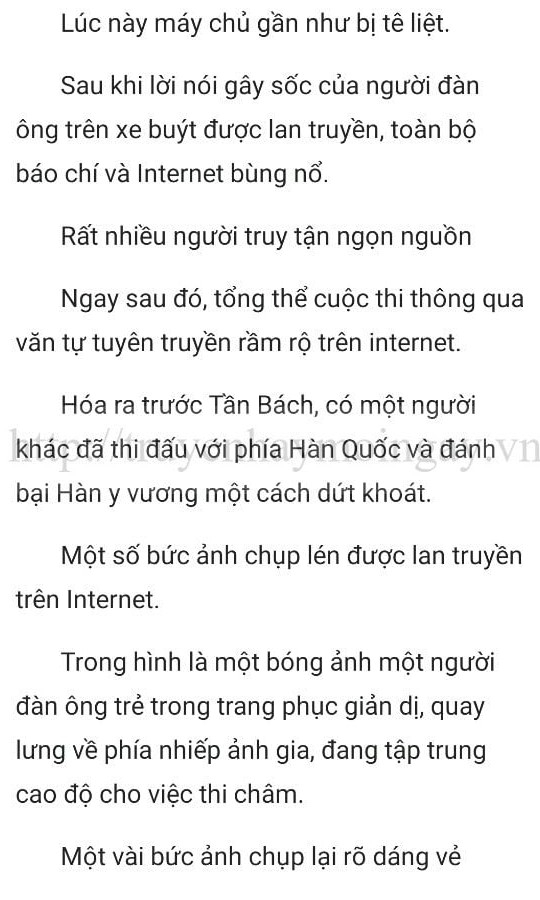 Lúc này máy chủ gần như bị tê liệt.
Sau khi lời nói gây sốc của người đàn
ông trên xe buýt được lan truyền, toàn bộ
báo chí và Internet bùng nổ.
Rất nhiều người truy tận ngọn nguồn
Ngay sau đó, tổng thể cuộc thi thông qua
văn tự tuyên truyền rầm rộ trên internet.
Hóa ra trước Tần Bách, có một người
khác đã thi đấu với phía Hàn Quốc và đánh
http://truyenhaymoingay.vn
bại Hàn y vương một cách dứt khoát.
Một số bức ảnh chụp lén được lan truyền
trên Internet.
Trong hình là một bóng ảnh một người
đàn ông trẻ trong trang phục giản dị, quay
lưng về phía nhiếp ảnh gia, đang tập trung
cao độ cho việc thi châm.
Một vài bức ảnh chụp lại rõ dáng vẻ